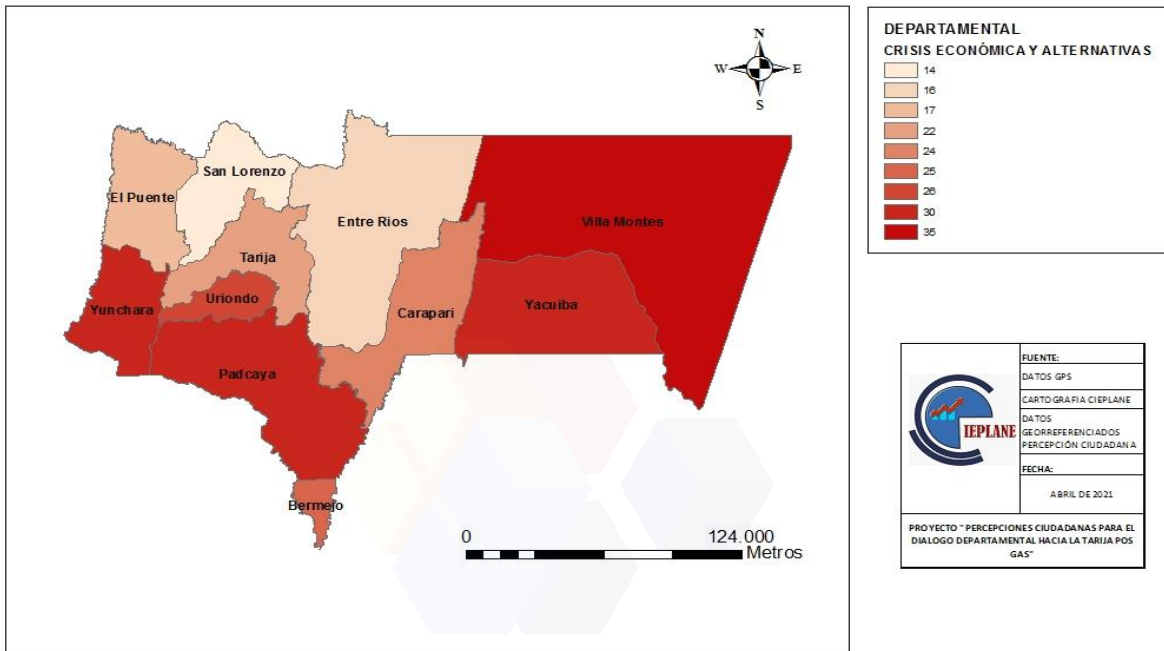 N
W
E
S
San Lorenzo
El Puente
Entre Rios
Villa Montes
Tarija
Uriondo
Yunchara
Carapari
Yacuiba
Padcaya
Bermejo
0
124.000
Metros
DEPARTAMENTAL
CRISIS ECONÓMICA Y ALTERNATIVAS
14
16
17
22
24
25
26
30
35
IEPLANE
FUENTE:
DATOS GPS
CARTOGRAFIA CIEPLANE
DATOS
GEORREFERENCIADOS
PERCEPCIÓN CIUDADANA
FECHA:
ABRIL DE 2021
PROYECTO " PERCEPCIONES CIUDADANAS PARA EL
DIALOGO DEPARTAMENTAL HACIA LA TARIJA POS
GAS"